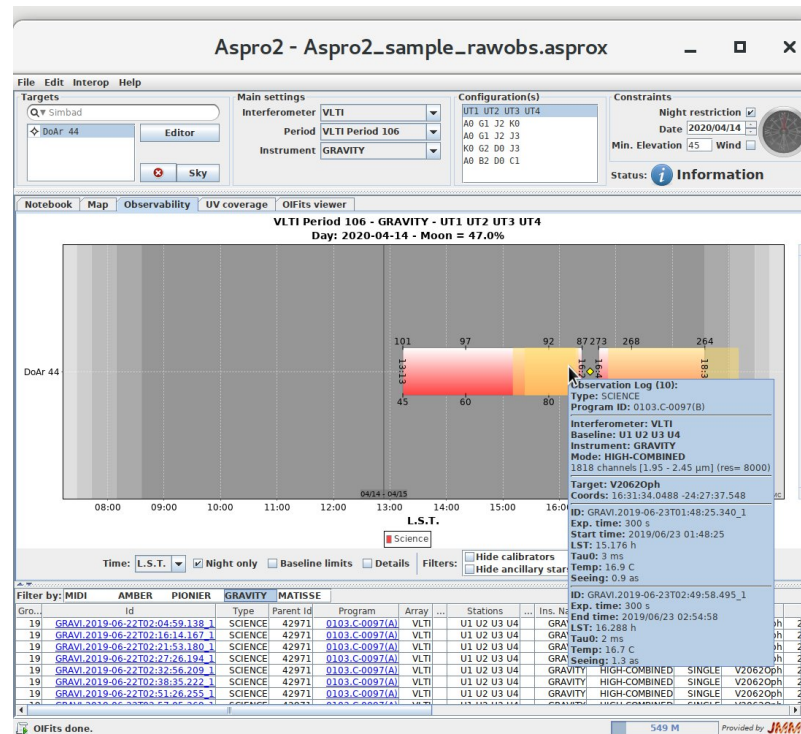 Aspro2 - Aspro2_sample_rawobs.asprox
File Edit Interop Help
Targets
Simbad
DoAr 44
Editor
Sky
Main settings
Interferometer VLTI
Period VLTI Period 106
Instrument GRAVITY
Configuration(s)
UT1 UT2 UT3 UT4
A0 G1 J2 K0
A0 G1 J2 J3
K0 G2 D0 J3
A0 B2 D0 C1
Constraints
Night restriction
Date 2020/04/14
Min. Elevation 45 Wind
Status: Information
Notebook Map Observability UV coverage OIFits viewer
VLTI Period 106 - GRAVITY - UT1 UT2 UT3 UT4
Day: 2020-04-14 - Moon = 47.0%
101 97 92 87 273 268 264
DoAr 44
13:13
45 60 80
04/14 - 04/15
08:00 09:00 10:00 11:00 12:00 13:00 14:00 15:00 16:00
L.S.T.
Science
Observation Log (10):
Type: SCIENCE
Program ID: 0103.C-0097(B)
Interferometer: VLTI
Baseline: U1 U2 U3 U4
Instrument: GRAVITY
Mode: HIGH-COMBINED
1818 channels [1.95 - 2.45 µm] (res= 8000)
Target: V2062Oph
Coords: 16:31:34.0488 -24:27:37.548
ID: GRAVI.2019-06-23T01:48:25.340_1
Exp. time: 300 s
Start time: 2019/06/23 01:48:25
LST: 15.176 h
Tau0: 3 ms
Temp: 16.9 C
Seeing: 0.9 as
ID: GRAVI.2019-06-23T02:49:58.495_1
Exp. time: 300 s
End time: 2019/06/23 02:54:58
LST: 16.288 h
Tau0: 2 ms
Temp: 16.7 C
Seeing: 1.3 as
Time: L.S.T. Night only Baseline limits Details Filters: Hide calibrators
Hide ancillary star
Filter by: MIDI AMBER PIONIER GRAVITY MATISSE
Gro... Id Type Parent Id Program Array ... Stations ... Ins. Na
19 GRAVI.2019-06-22T02:04:59.138_1 SCIENCE 42971 0103.C-0097(A) VLTI U1 U2 U3 U4 GRA
19 GRAVI.2019-06-22T02:16:14.167_1 SCIENCE 42971 0103.C-0097(A) VLTI U1 U2 U3 U4 GRA
19 GRAVI.2019-06-22T02:21:53.180_1 SCIENCE 42971 0103.C-0097(A) VLTI U1 U2 U3 U4 GRA
19 GRAVI.2019-06-22T02:27:26.194_1 SCIENCE 42971 0103.C-0097(A) VLTI U1 U2 U3 U4 GRA
19 GRAVI.2019-06-22T02:32:56.209_1 SCIENCE 42971 0103.C-0097(A) VLTI U1 U2 U3 U4 GRAVITY HIGH-COMBINED SINGLE V2062Oph
19 GRAVI.2019-06-22T02:38:35.222_1 SCIENCE 42971 0103.C-0097(A) VLTI U1 U2 U3 U4 GRAVITY HIGH-COMBINED SINGLE V2062Oph
19 GRAVI.2019-06-22T02:51:26.255_1 SCIENCE 42971 0103.C-0097(A) VLTI U1 U2 U3 U4 GRAVITY HIGH-COMBINED SINGLE V2062Oph
OIFits done.
549 M
Provided by JMMC